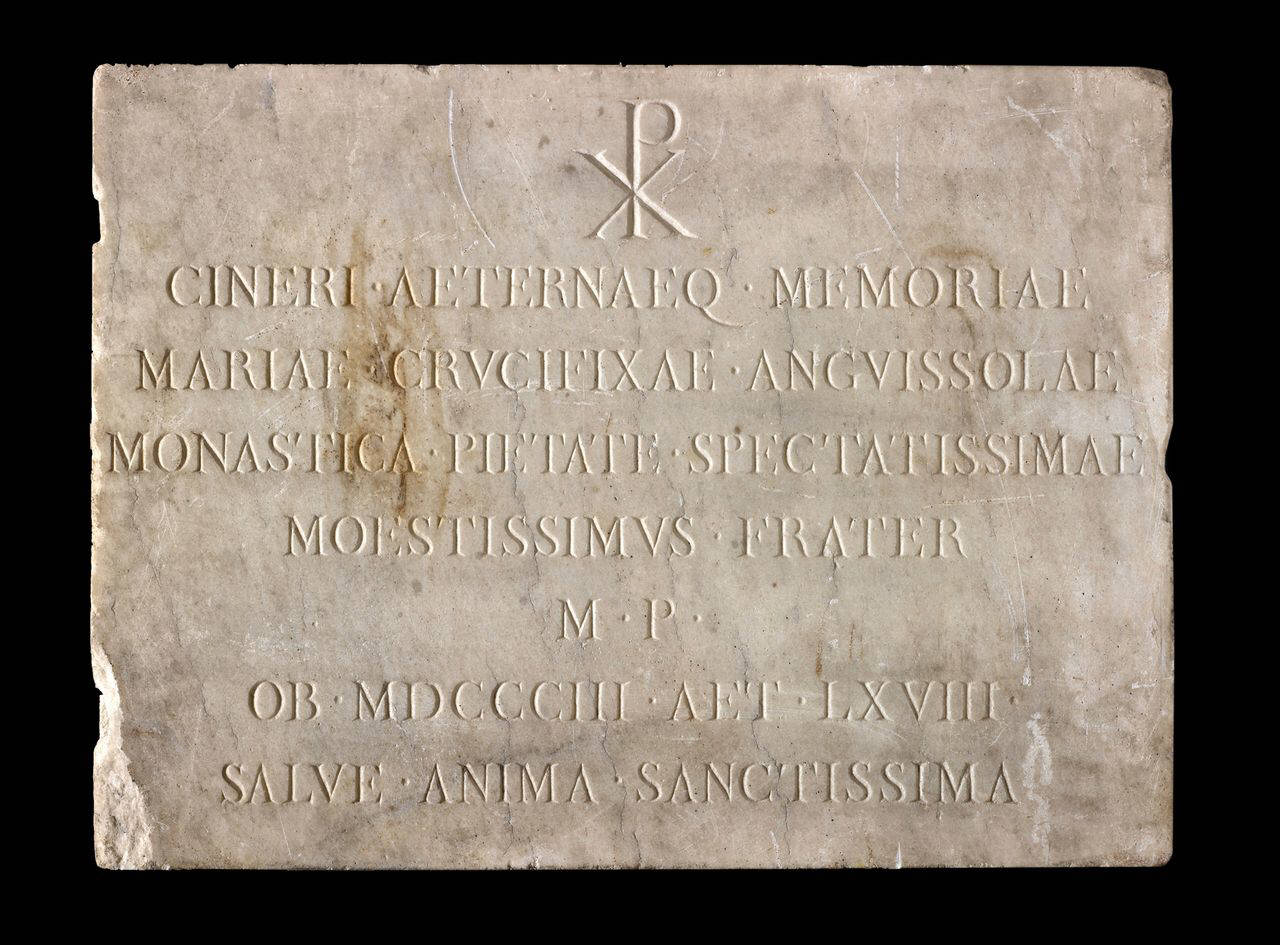 ☧
CINERI · AETERNAEQ · MEMORIAE
MARIAE · CRVCIFIXAE · ANGVISSOLAE
MONASTICA · PIETATE · SPECTATISSIMAE
MOESTISSIMVS · FRATER
M · P ·
OB · MDCCCIII · AET · LXVIII ·
SALVE · ANIMA · SANCTISSIMA